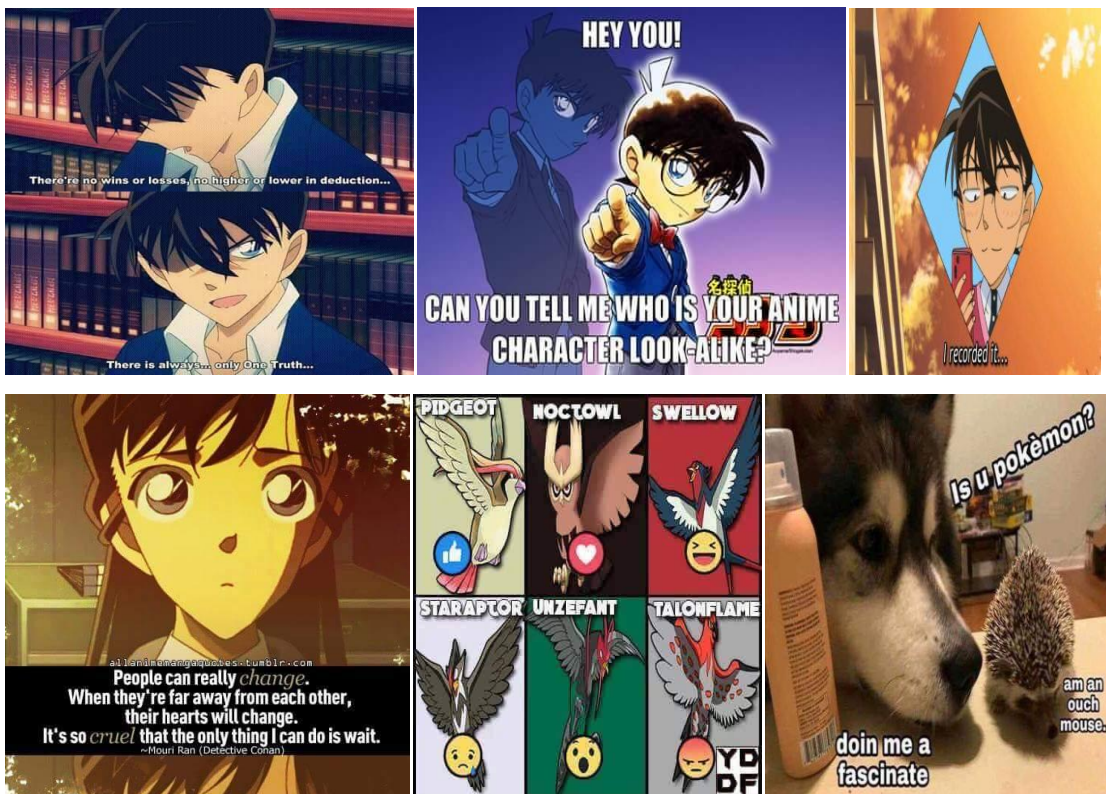 There're no wins or losses, no higher or lower in deduction...
There is always... only One Truth...
HEY YOU!
名探偵
CAN YOU TELL ME WHO IS YOUR ANIME
CHARACTER LOOK-ALIKE?
I recorded it...
allanimemangaquotes.tumblr.com
People can really change.
When they're far away from each other,
their hearts will change.
It's so cruel that the only thing I can do is wait.
~Mouri Ran (Detective Conan)
PIDGEOT
NOCTOWL
SWELLOW
STARAPTOR
UNZEFANT
TALONFLAME
YD
DF
Is u pokèmon?
am an
ouch
mouse.
doin me a
fascinate